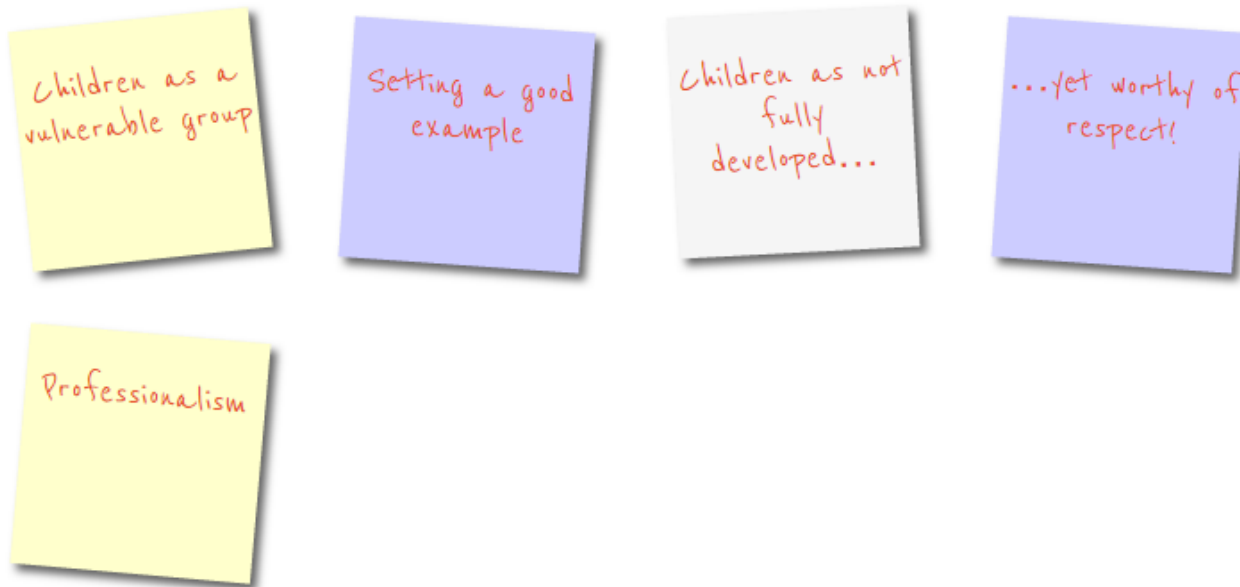 Children as a
vulnerable group
Setting a good
example
Children as not
fully
developed...
...yet worthy of
respect!
Professionalism